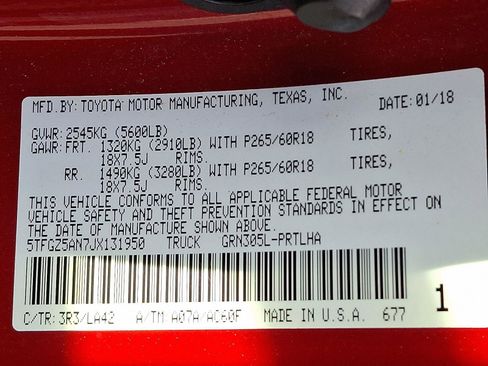 MFD.BY: TOYOTA MOTOR MANUFACTURING, TEXAS, INC. DATE: 01/18
GVWR: 2545KG (5600LB)
GAWR: FRT. 1320KG (2910LB) WITH P265/60R18 TIRES,
18X7.5J RIMS.
RR. 1490KG (3280LB) WITH P265/60R18 TIRES,
18X7.5J RIMS.
THIS VEHICLE CONFORMS TO ALL APPLICABLE FEDERAL MOTOR
VEHICLE SAFETY AND THEFT PREVENTION STANDARDS IN EFFECT ON
THE DATE OF MANUFACTURE SHOWN ABOVE.
5TFGZ5AN7JX131950 TRUCK GRN305L-PRTLHA
1
C/TR: 3R3/LA42 A/TM A07A/AC60F MADE IN U.S.A. 677